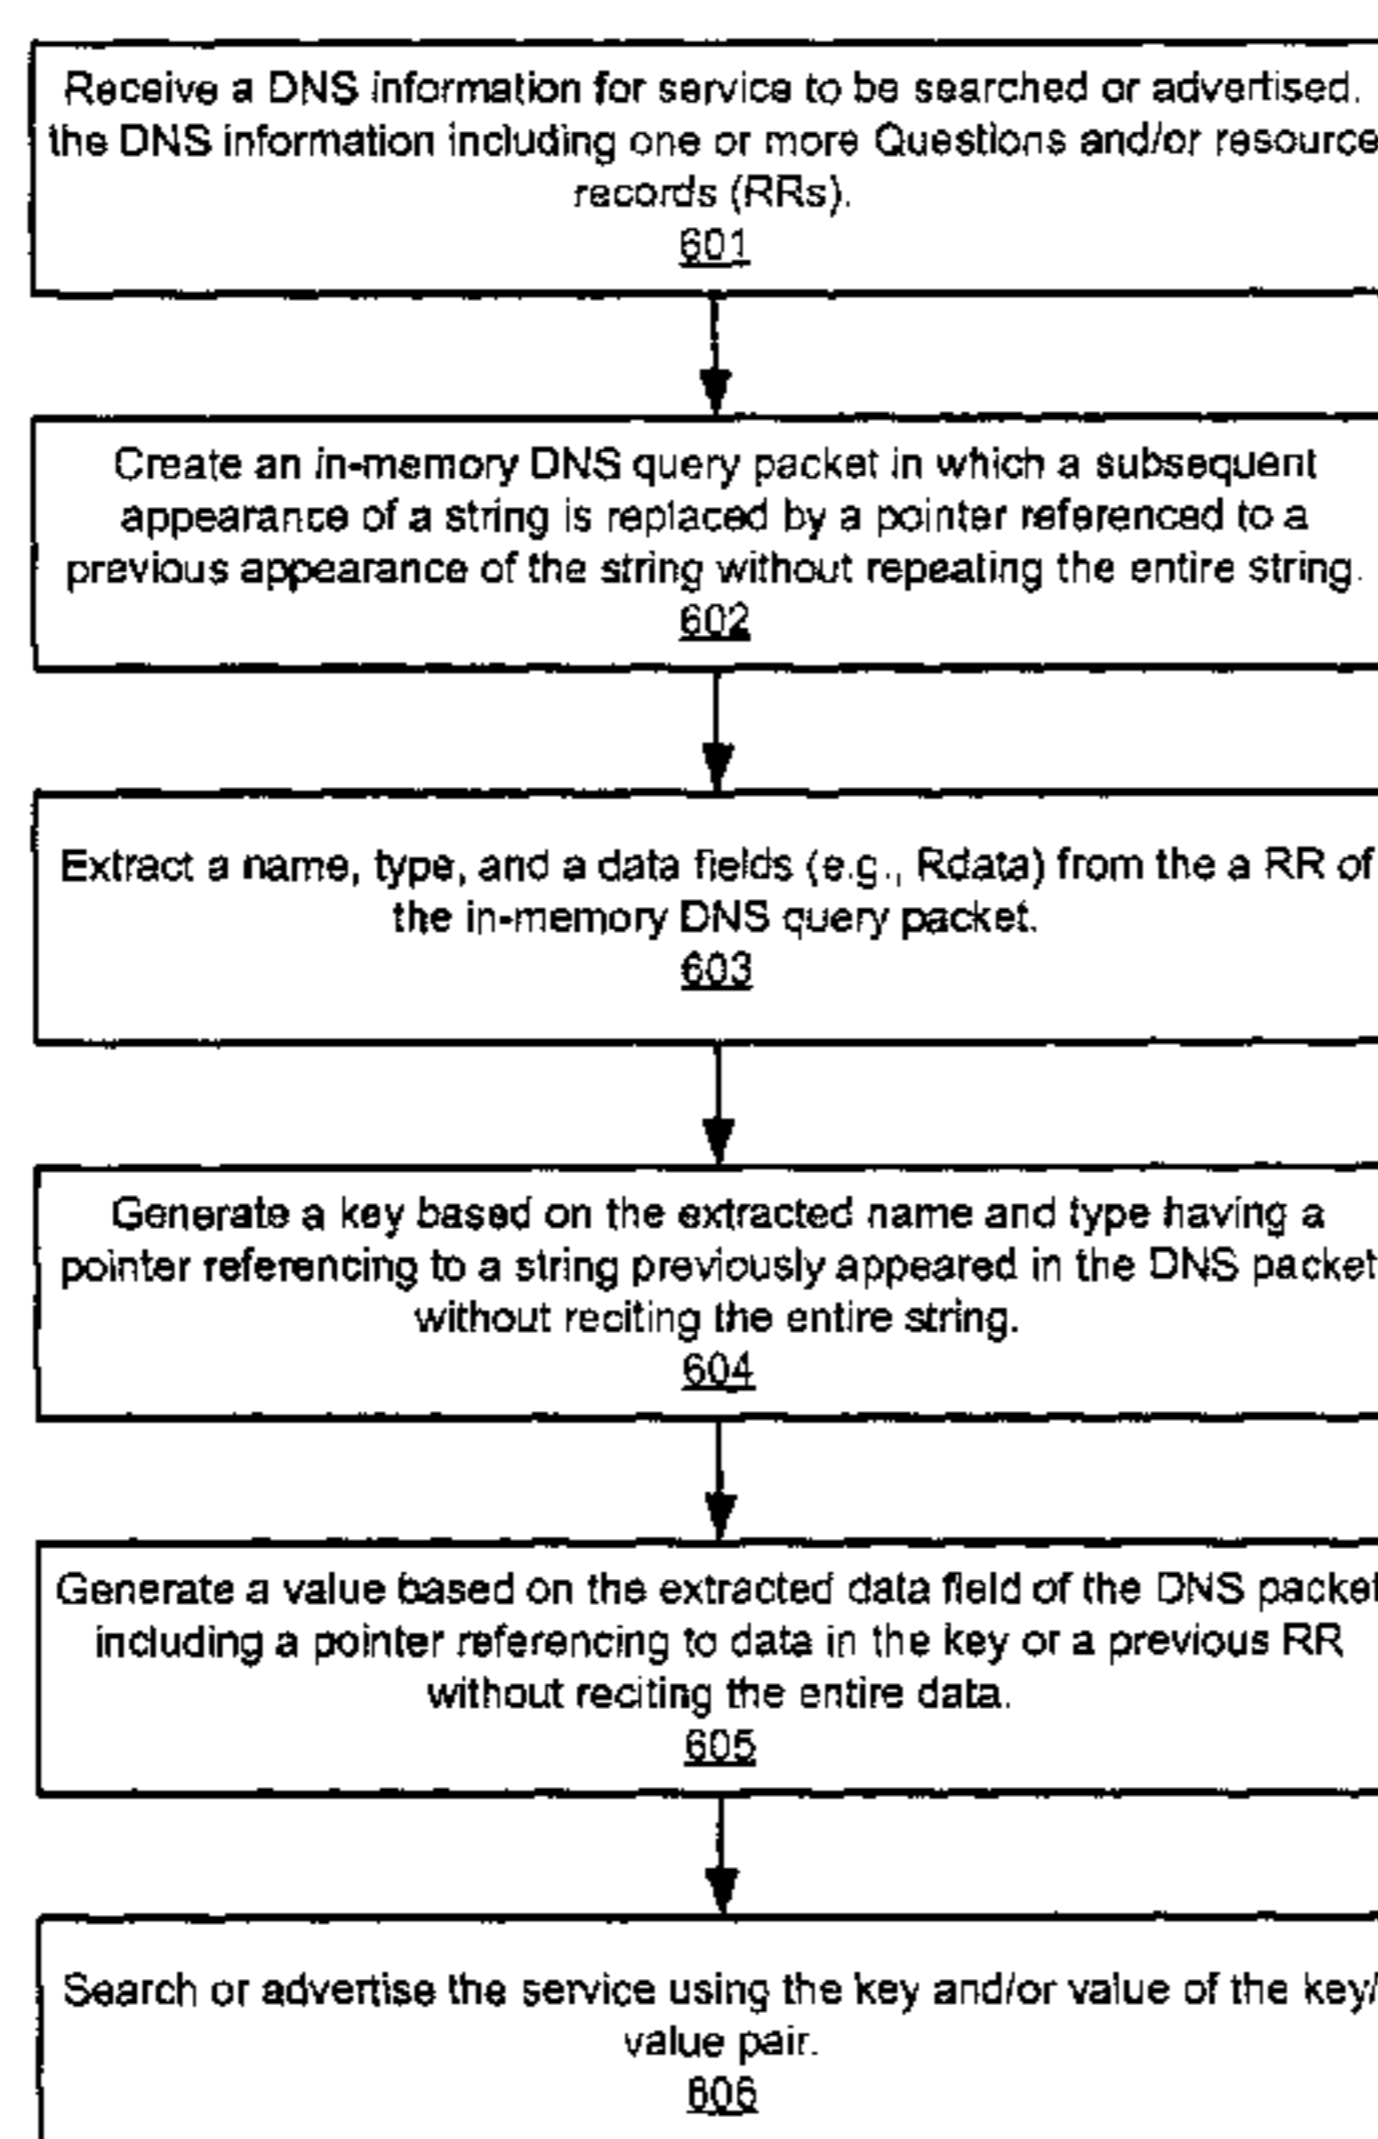 Receive a DNS information for service to be searched or advertised.
the DNS information including one or more Questions and/or resource
records (RRs).
601
Create an in-memory DNS query packet in which a subsequent
appearance of a string is replaced by a pointer referenced to a
previous appearance of the string without repeating the entire string.
602
Extract a name, type, and a data fields (e.g., Rdata) from the a RR of
the in-memory DNS query packet.
603
Generate a key based on the extracted name and type having a
pointer referencing to a string previously appeared in the DNS packet
without reciting the entire string.
604
Generate a value based on the extracted data field of the DNS packet
including a pointer referencing to data in the key or a previous RR
without reciting the entire data.
605
Search or advertise the service using the key and/or value of the key/
value pair.
606